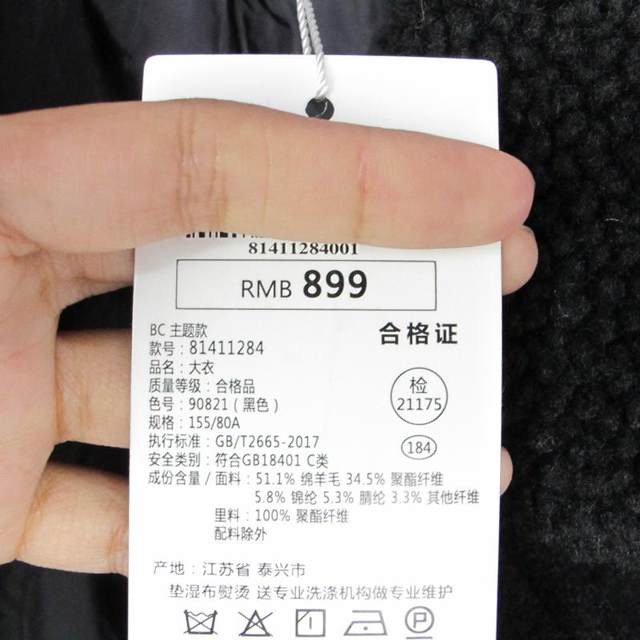 81411284001
RMB 899
BC 主题款
合格证
款号：81411284
品名：大衣
质量等级：合格品
检
21175
色号：90821（黑色）
规格：155/80A
执行标准：GB/T2665-2017
184
安全类别：符合GB18401 C类
成份含量/面料：51.1% 绵羊毛 34.5% 聚酯纤维
5.8% 锦纶 5.3% 腈纶 3.3% 其他纤维
里料：100% 聚酯纤维
配料除外
产地：江苏省 泰兴市
垫湿布熨烫 送专业洗涤机构做专业维护
P